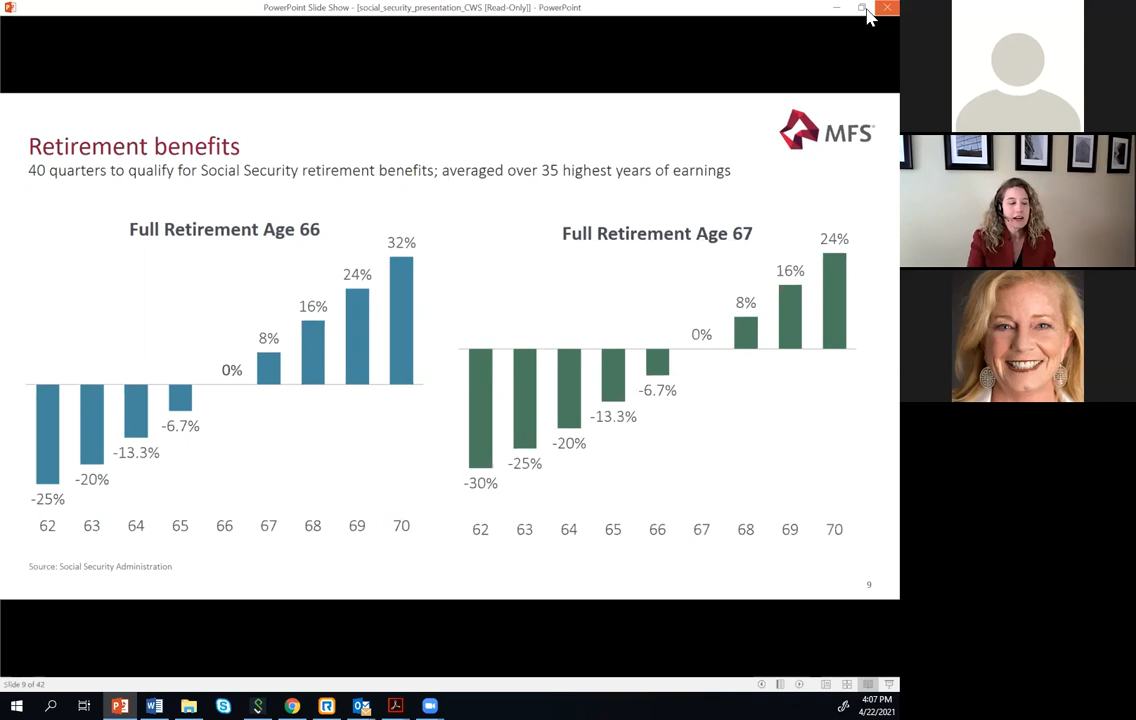 PowerPoint Slide Show - [social_security_presentation_CWS [Read-Only]] - PowerPoint
MFS
Retirement benefits
40 quarters to qualify for Social Security retirement benefits; averaged over 35 highest years of earnings
Full Retirement Age 66
32%
24%
16%
8%
0%
-6.7%
-13.3%
-20%
-25%
62 63 64 65 66 67 68 69 70
Full Retirement Age 67
24%
16%
8%
0%
-6.7%
-13.3%
-20%
-25%
-30%
62 63 64 65 66 67 68 69 70
Source: Social Security Administration
9
Slide 9 of 42
4:07 PM
4/22/2021